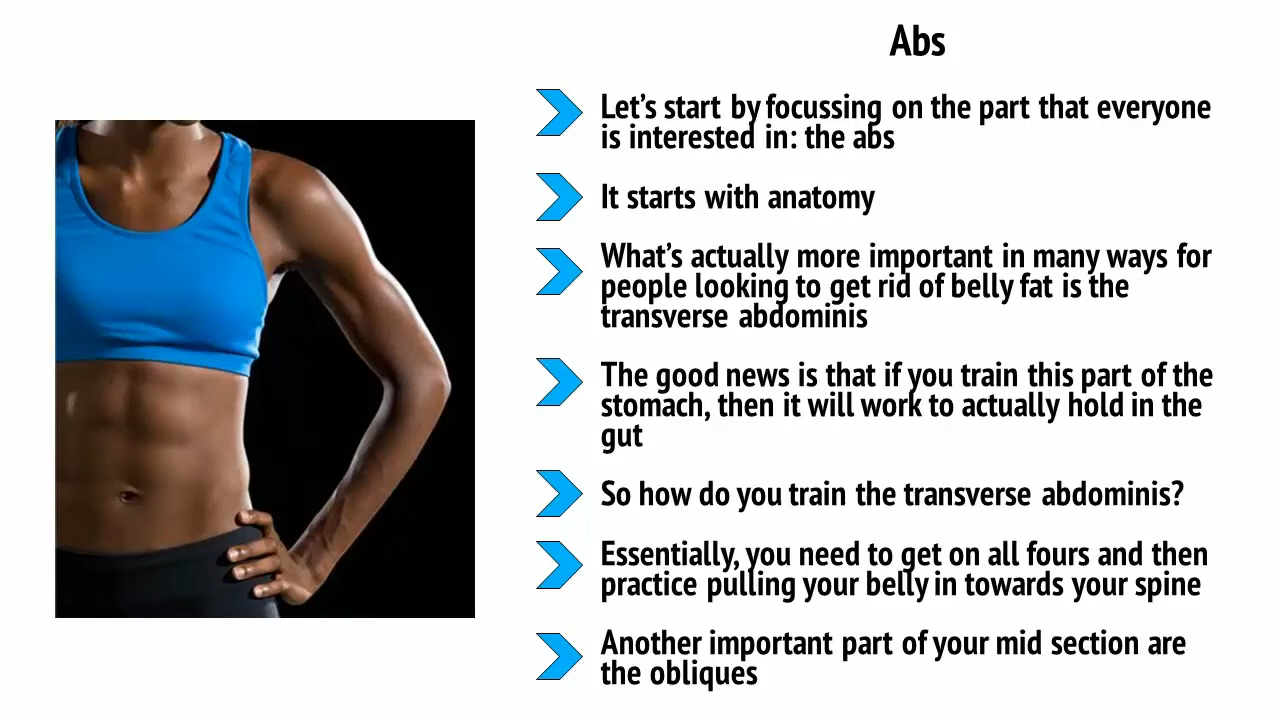 Abs
Let’s start by focussing on the part that everyone
is interested in: the abs
It starts with anatomy
What’s actually more important in many ways for
people looking to get rid of belly fat is the
transverse abdominis
The good news is that if you train this part of the
stomach, then it will work to actually hold in the
gut
So how do you train the transverse abdominis?
Essentially, you need to get on all fours and then
practice pulling your belly in towards your spine
Another important part of your mid section are
the obliques